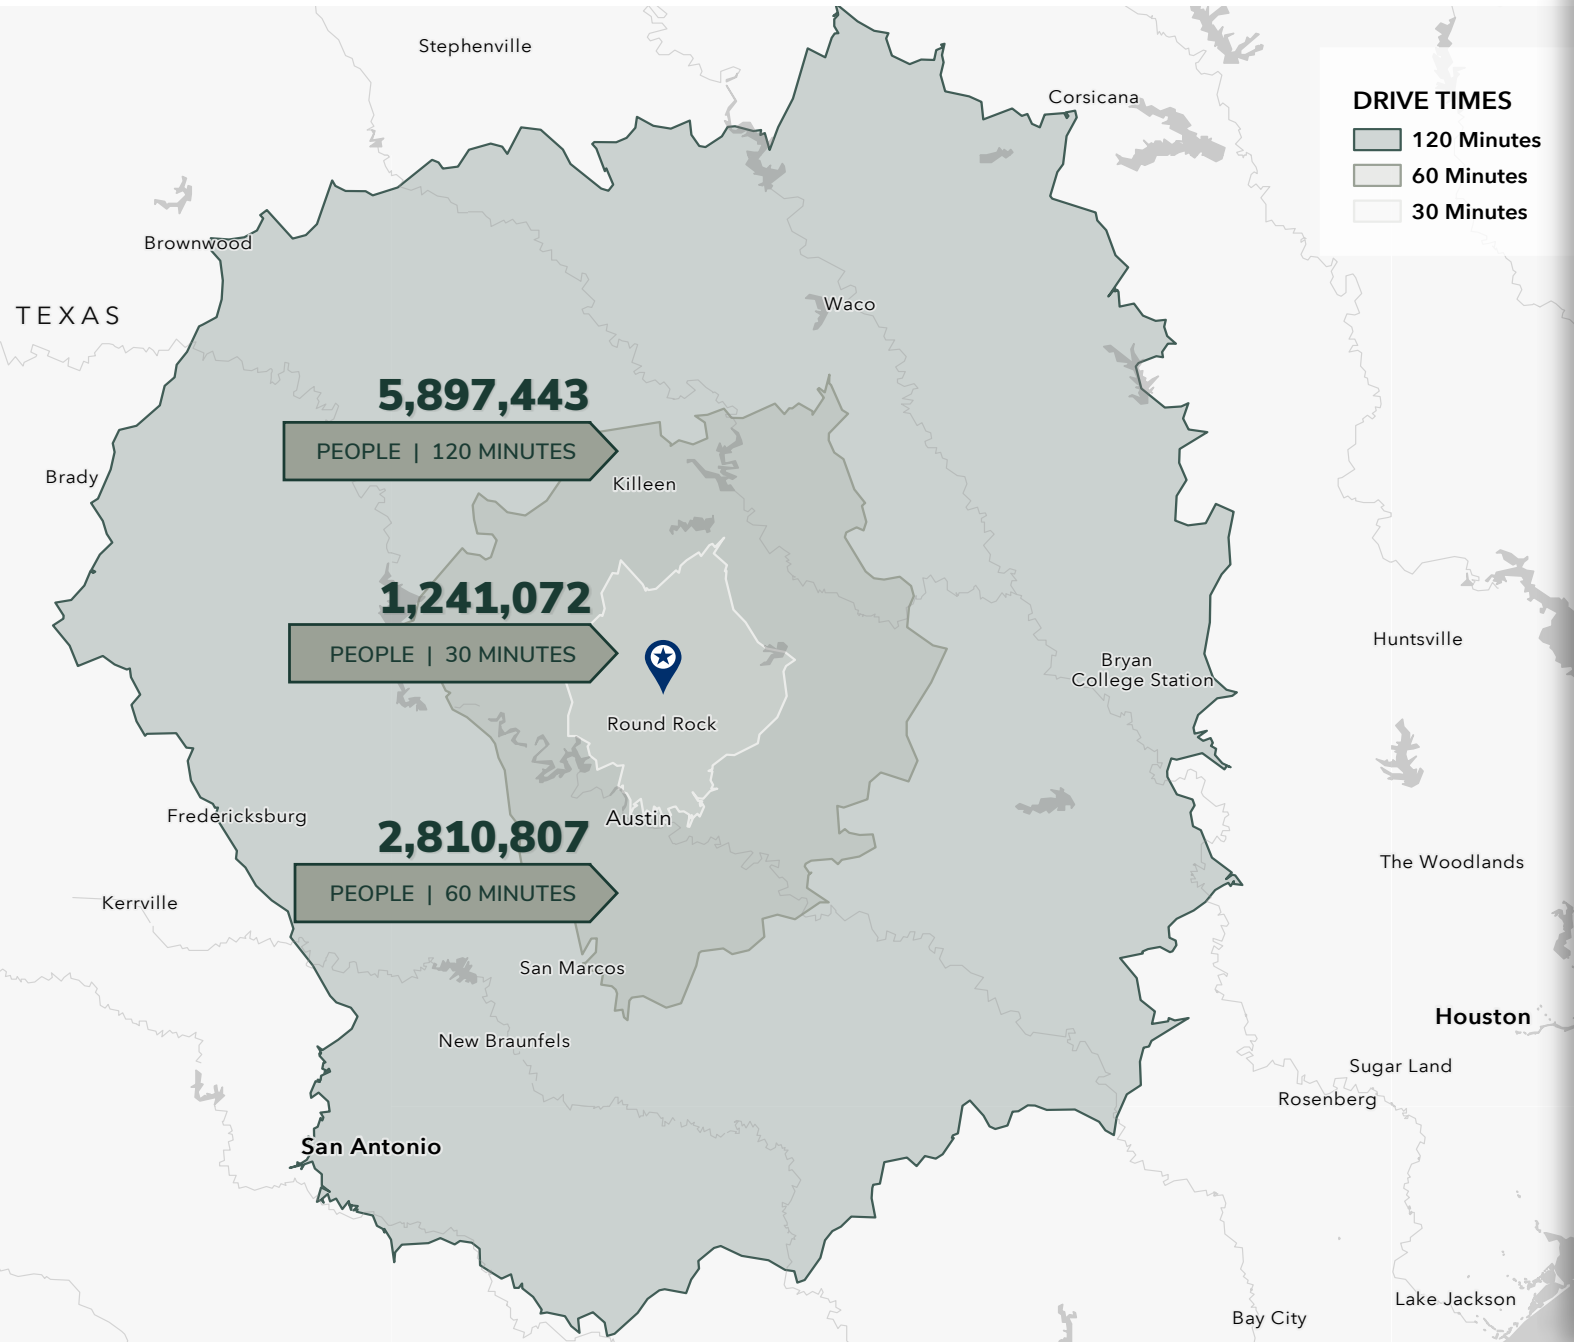 Stephenville
Corsicana
DRIVE TIMES
120 Minutes
60 Minutes
30 Minutes
Brownwood
TEXAS
Waco
5,897,443
PEOPLE | 120 MINUTES
Brady
Killeen
1,241,072
PEOPLE | 30 MINUTES
Huntsville
Bryan
College Station
Round Rock
Fredericksburg
Austin
2,810,807
PEOPLE | 60 MINUTES
The Woodlands
Kerrville
San Marcos
Houston
New Braunfels
Sugar Land
Rosenberg
San Antonio
Lake Jackson
Bay City